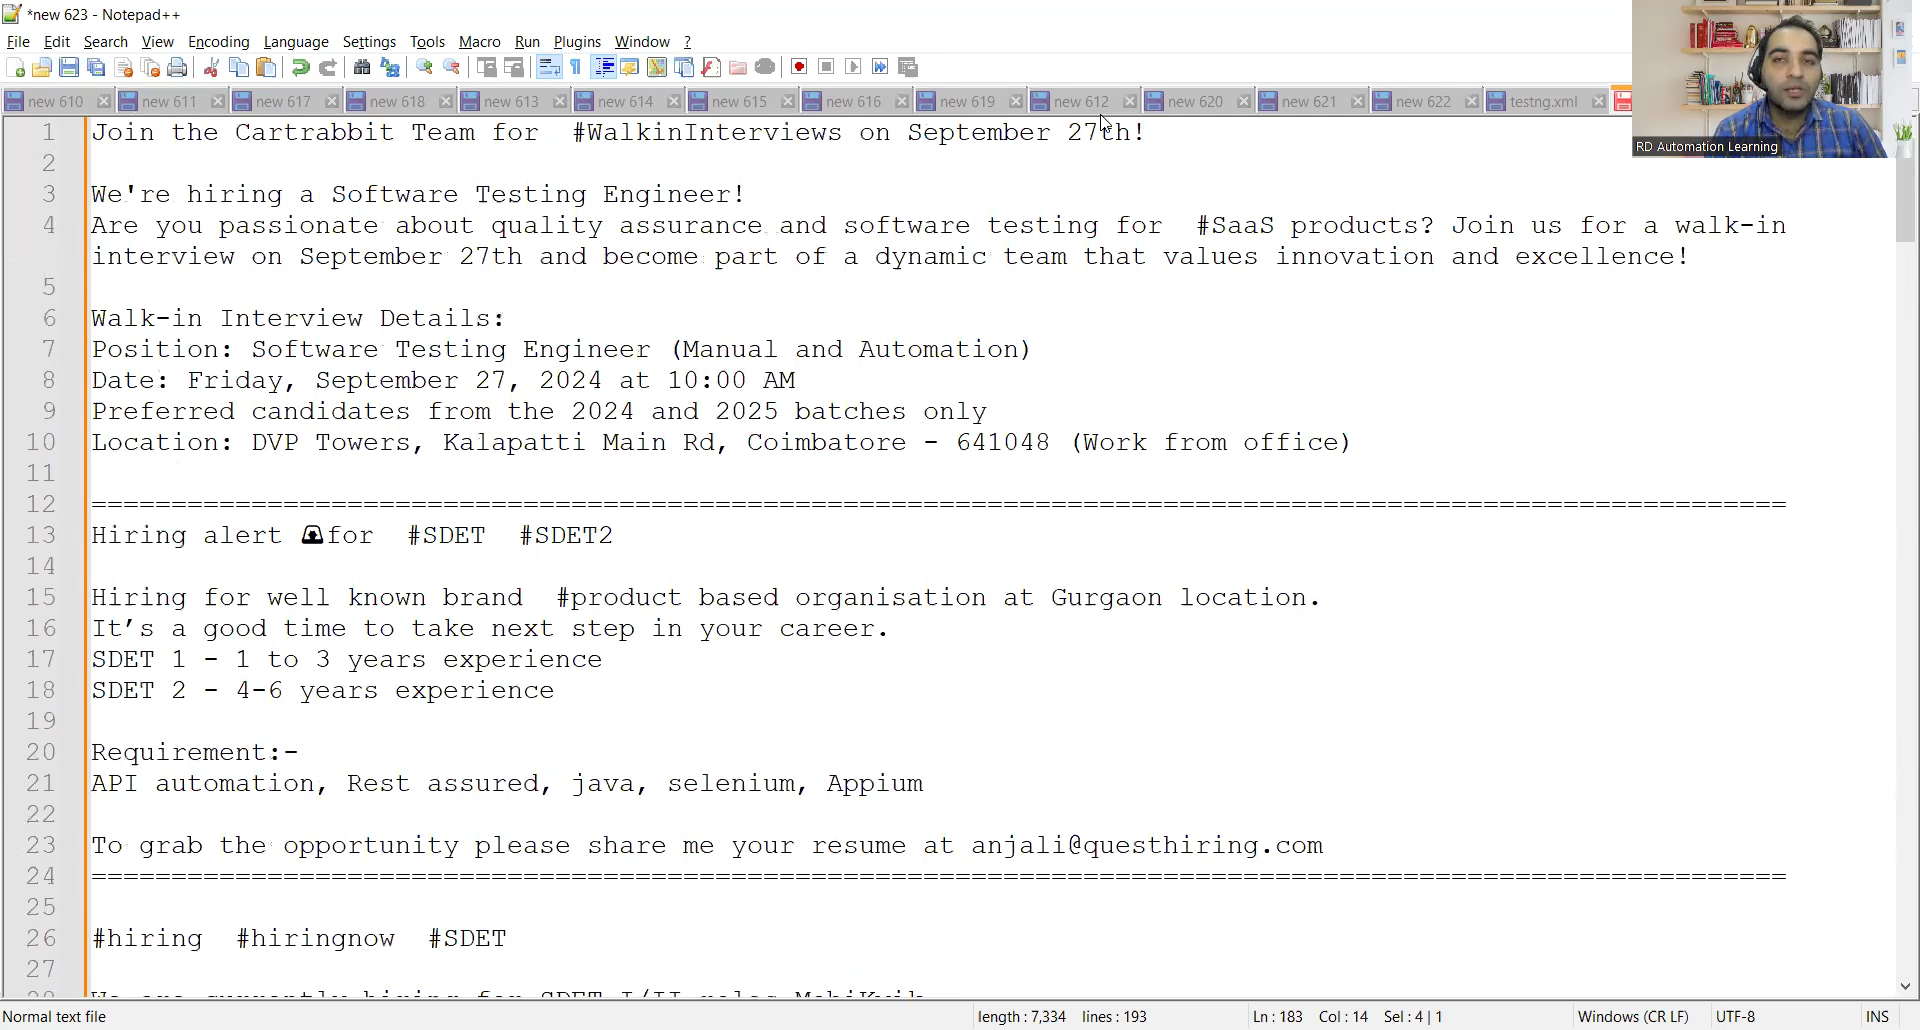 *new 623 - Notepad++
File Edit Search View Encoding Language Settings Tools Macro Run Plugins Window ?
new 610 new 611 new 617 new 618 new 613 new 614 new 615 new 616 new 619 new 612 new 620 new 621 new 622 testng.xml
RD Automation Learning
1 Join the Cartrabbit Team for #WalkinInterviews on September 27th!
2
3 We're hiring a Software Testing Engineer!
4 Are you passionate about quality assurance and software testing for #SaaS products? Join us for a walk-in
interview on September 27th and become part of a dynamic team that values innovation and excellence!
5
6 Walk-in Interview Details:
7 Position: Software Testing Engineer (Manual and Automation)
8 Date: Friday, September 27, 2024 at 10:00 AM
9 Preferred candidates from the 2024 and 2025 batches only
10 Location: DVP Towers, Kalapatti Main Rd, Coimbatore - 641048 (Work from office)
11
12 ==========================================================================================================
13 Hiring alert 🚨for #SDET #SDET2
14
15 Hiring for well known brand #product based organisation at Gurgaon location.
16 It’s a good time to take next step in your career.
17 SDET 1 - 1 to 3 years experience
18 SDET 2 - 4-6 years experience
19
20 Requirement:-
21 API automation, Rest assured, java, selenium, Appium
22
23 To grab the opportunity please share me your resume at anjali@questhiring.com
24 ==========================================================================================================
25
26 #hiring #hiringnow #SDET
27
28 We are currently hiring for SDET I/II roles MobiKwik
Normal text file length : 7,334 lines : 193 Ln : 183 Col : 14 Sel : 4 | 1 Windows (CR LF) UTF-8 INS